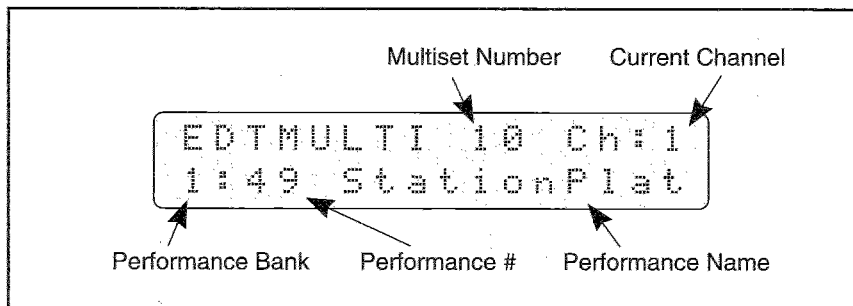 Multiset Number Current Channel
EDTMULTI 10 Ch:1
1:49 StationPlat
Performance Bank Performance # Performance Name